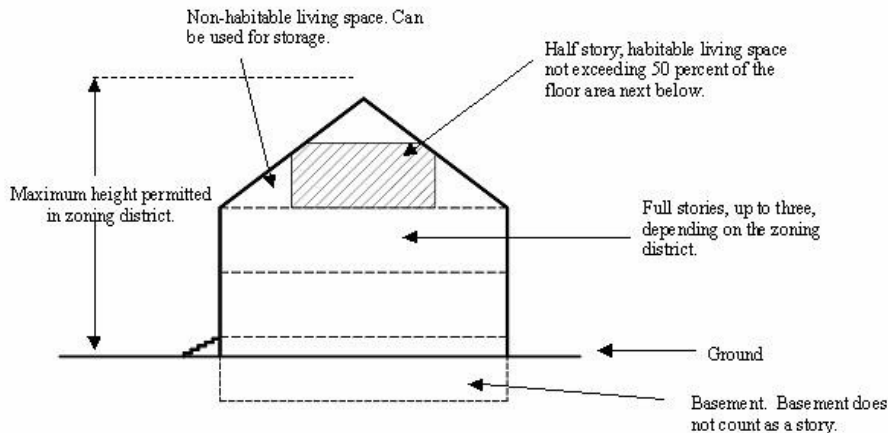 Non-habitable living space. Can
be used for storage.
Half story; habitable living space
not exceeding 50 percent of the
floor area next below.
Maximum height permitted
in zoning district.
Full stories, up to three,
depending on the zoning
district.
Ground
Basement. Basement does
not count as a story.